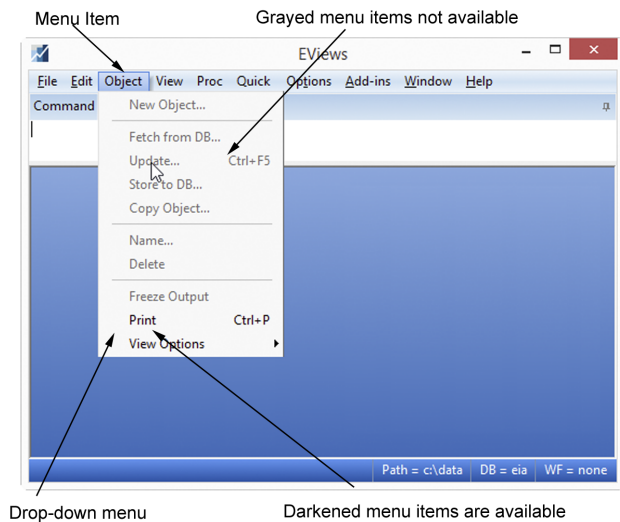 Menu Item
Grayed menu items not available
EViews
File Edit Object View Proc Quick Options Add-ins Window Help
Command
New Object...
Fetch from DB...
Update... Ctrl+F5
Store to DB...
Copy Object...
Name...
Delete
Freeze Output
Print Ctrl+P
View Options
Path = c:\data DB = eia WF = none
Drop-down menu
Darkened menu items are available